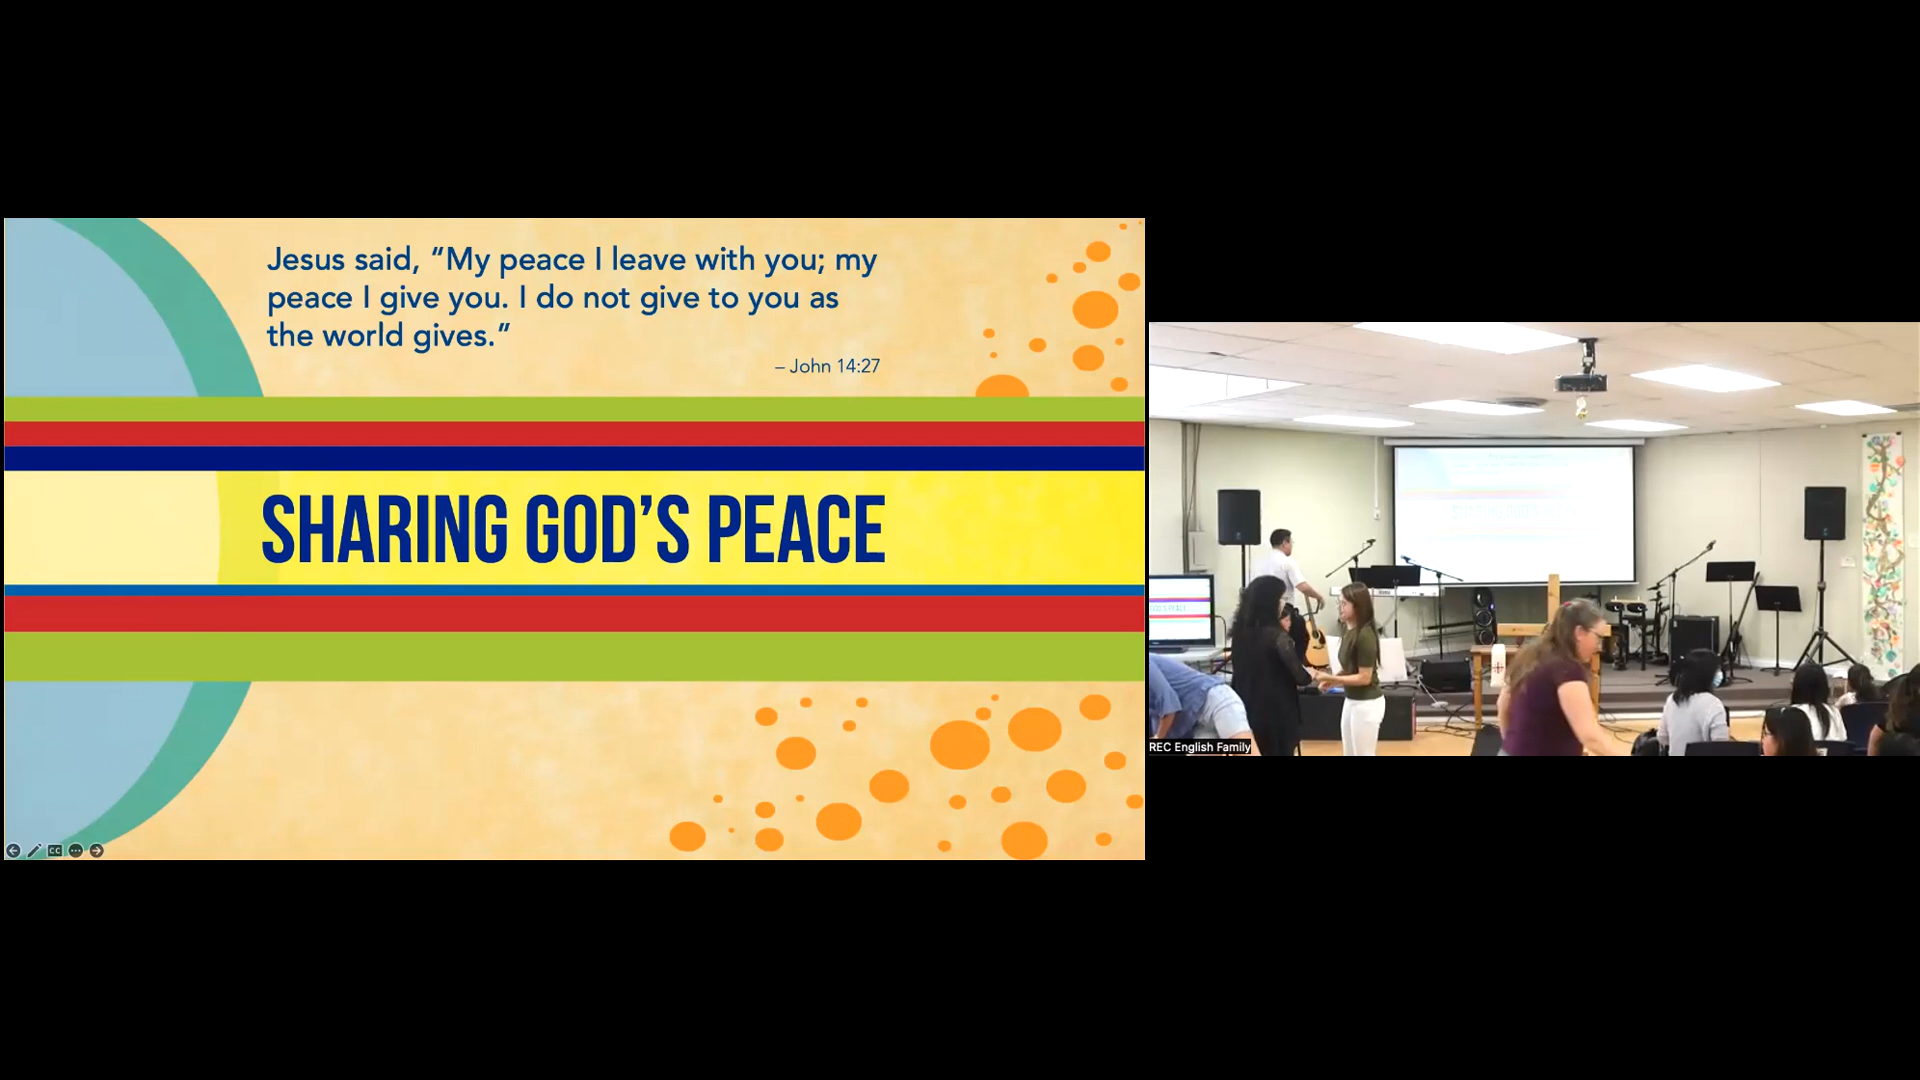 Jesus said, “My peace I leave with you; my
peace I give you. I do not give to you as
the world gives.”
– John 14:27
SHARING GOD’S PEACE
CC
REC English Family